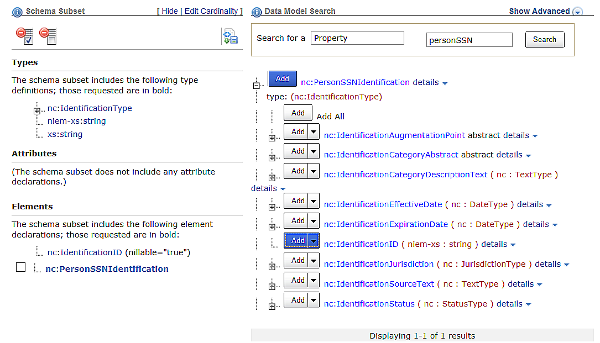 Schema Subset
[ Hide | Edit Cardinality ]
Types
The schema subset includes the following type
definitions; those requested are in bold:
nc:IdentificationType
niem-xs:string
xs:string
Attributes
(The schema subset does not include any attribute
declarations.)
Elements
The schema subset includes the following element
declarations; those requested are in bold:
nc:IdentificationID (nillable="true")
nc:PersonSSNIdentification
Data Model Search
Show Advanced
Search for a Property personSSN Search
Add nc:PersonSSNIdentification details
type: (nc:IdentificationType)
Add Add All
Add nc:IdentificationAugmentationPoint abstract details
Add nc:IdentificationCategoryAbstract abstract details
Add nc:IdentificationCategoryDescriptionText ( nc : TextType )
details
Add nc:IdentificationEffectiveDate ( nc : DateType ) details
Add nc:IdentificationExpirationDate ( nc : DateType ) details
Add nc:IdentificationID ( niem-xs : string ) details
Add nc:IdentificationJurisdiction ( nc : JurisdictionType ) details
Add nc:IdentificationSourceText ( nc : TextType ) details
Add nc:IdentificationStatus ( nc : StatusType ) details
Displaying 1-1 of 1 results